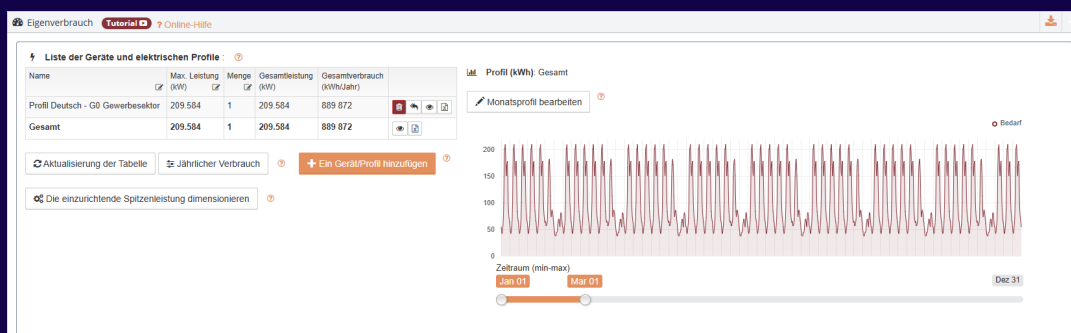 Eigenverbrauch Tutorial ? Online-Hilfe
Liste der Geräte und elektrischen Profile :
Name Max. Leistung (kW) Menge Gesamtleistung (kW) Gesamtverbrauch (kWh/Jahr)
Profil Deutsch - G0 Gewerbesektor 209.584 1 209.584 889 872
Gesamt 209.584 1 209.584 889 872
Aktualisierung der Tabelle Jährlicher Verbrauch Ein Gerät/Profil hinzufügen
Die einzurichtende Spitzenleistung dimensionieren
Profil (kWh): Gesamt
Monatsprofil bearbeiten
Bedarf
200
150
100
50
0
Zeitraum (min-max)
Jan 01 Mar 01 Dez 31